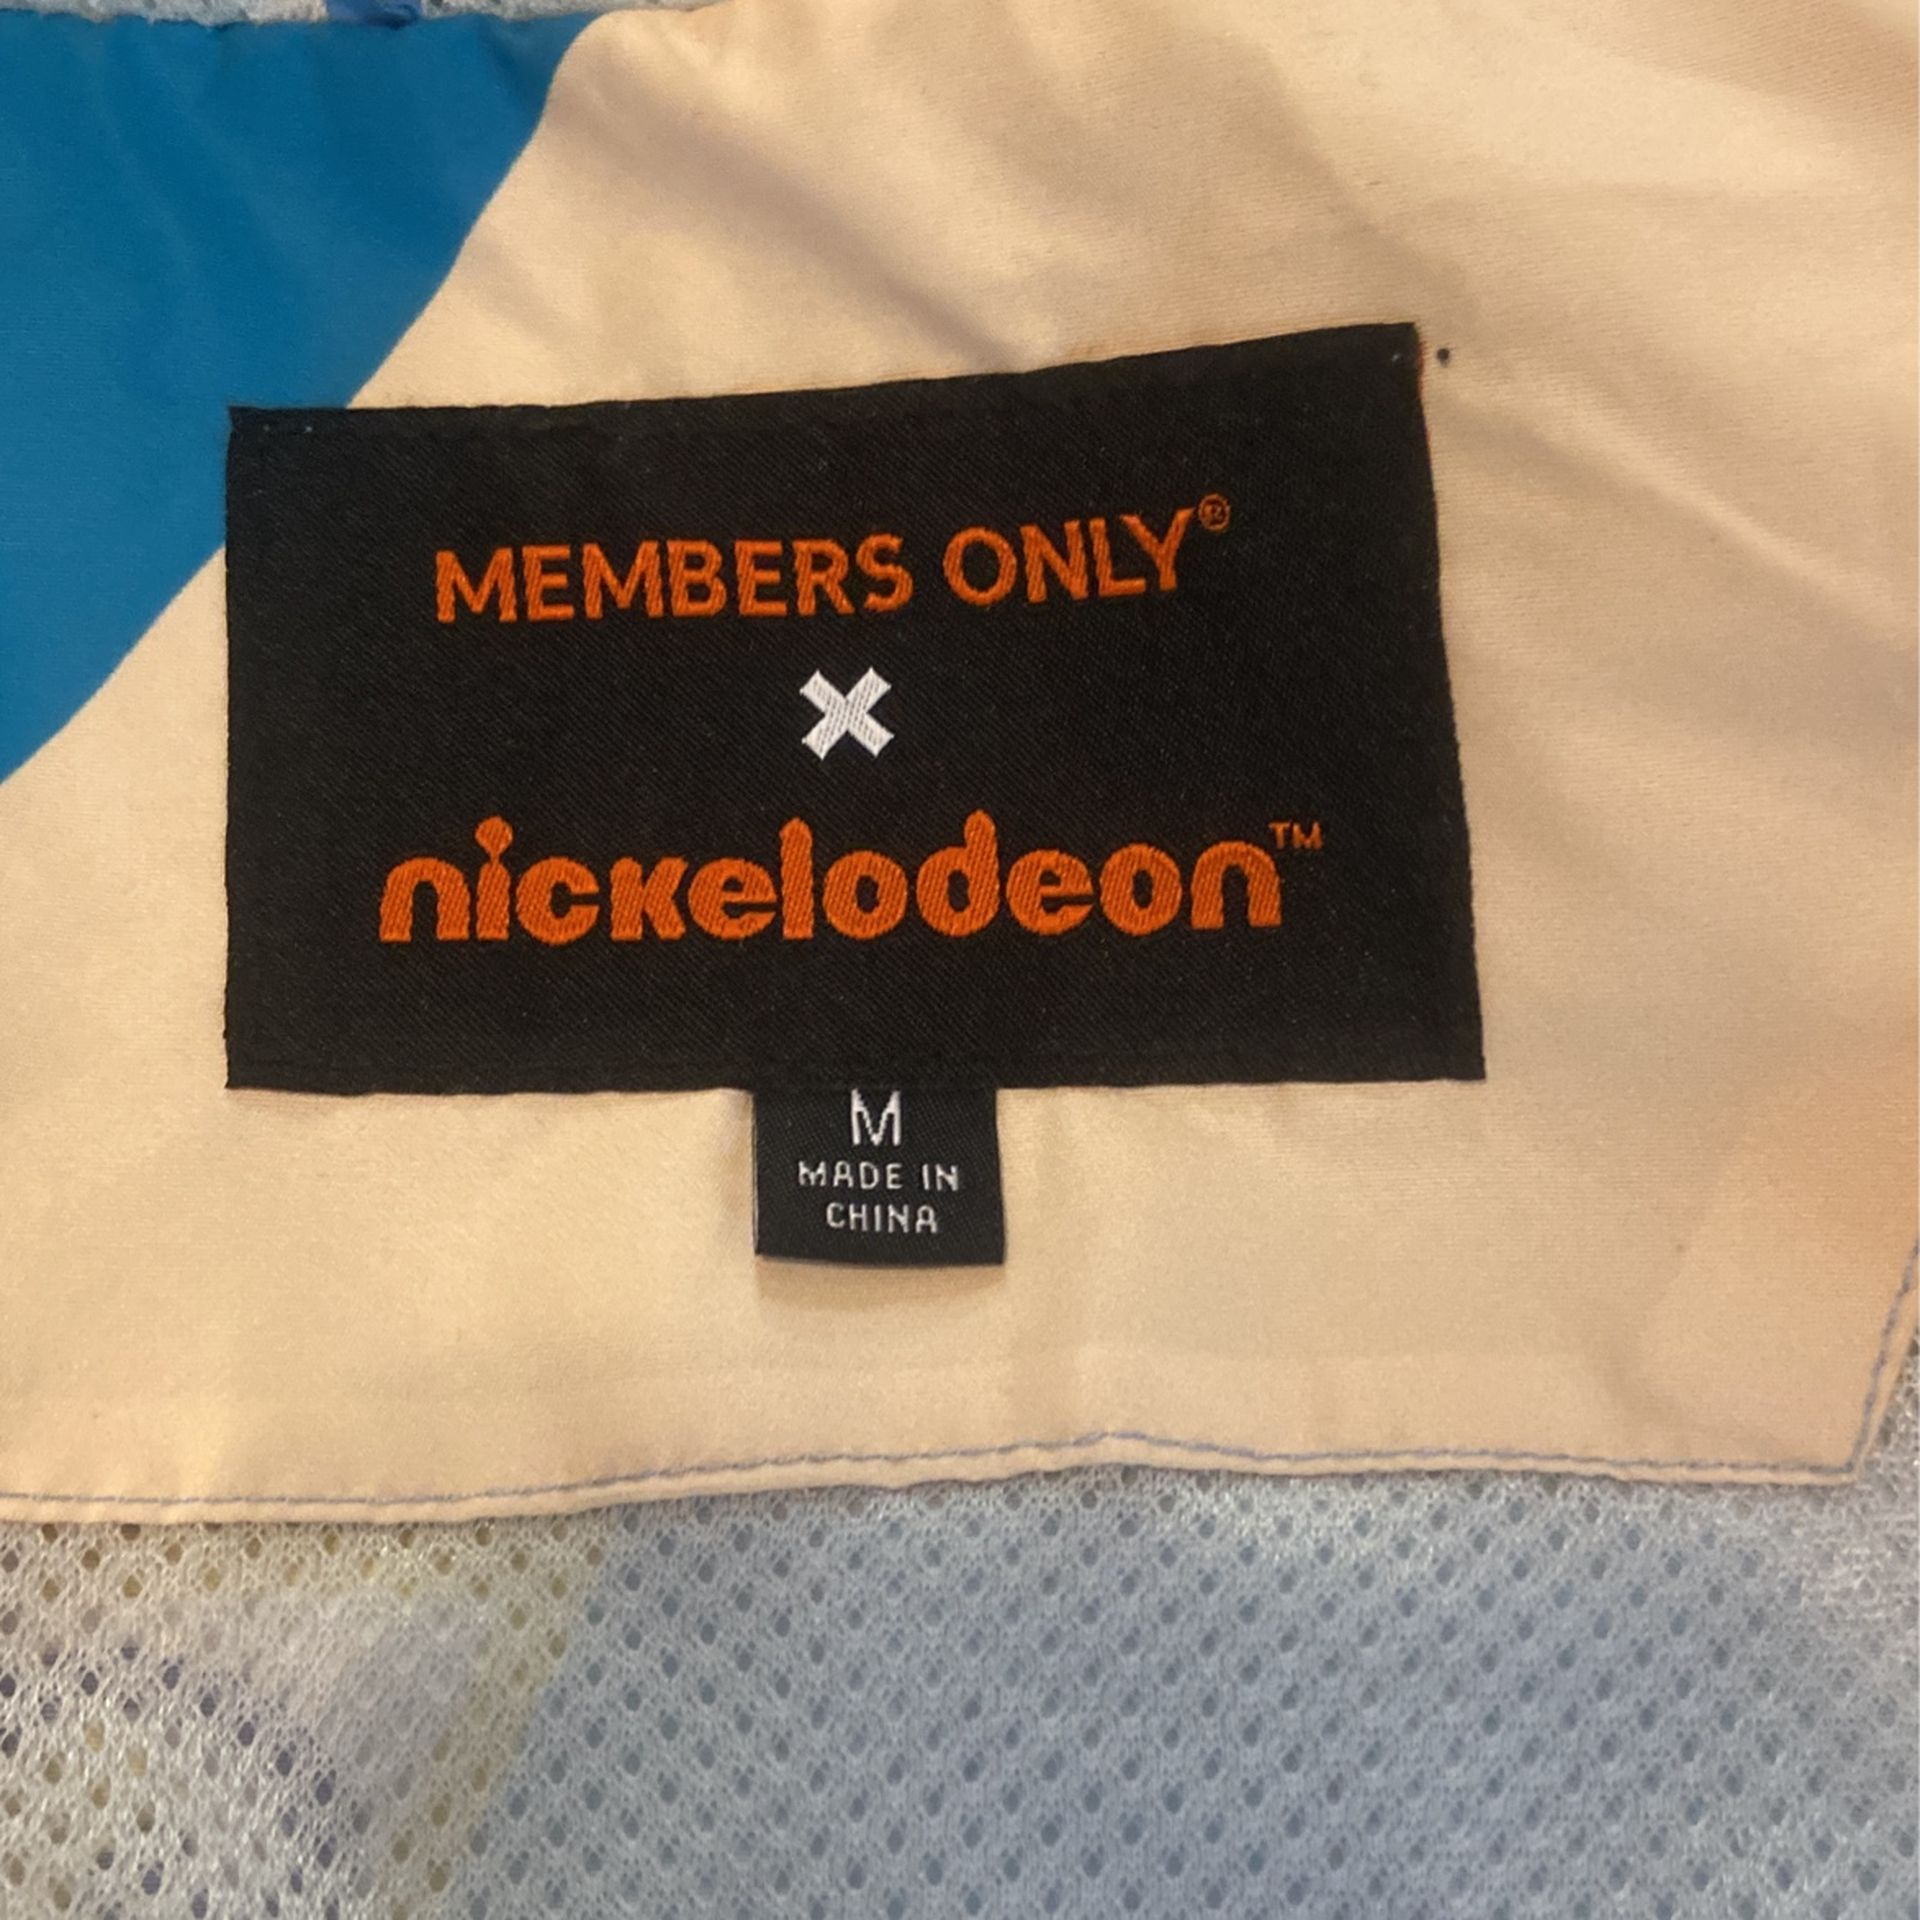 MEMBERS ONLY®
X
nickelodeon™
M
MADE IN
CHINA